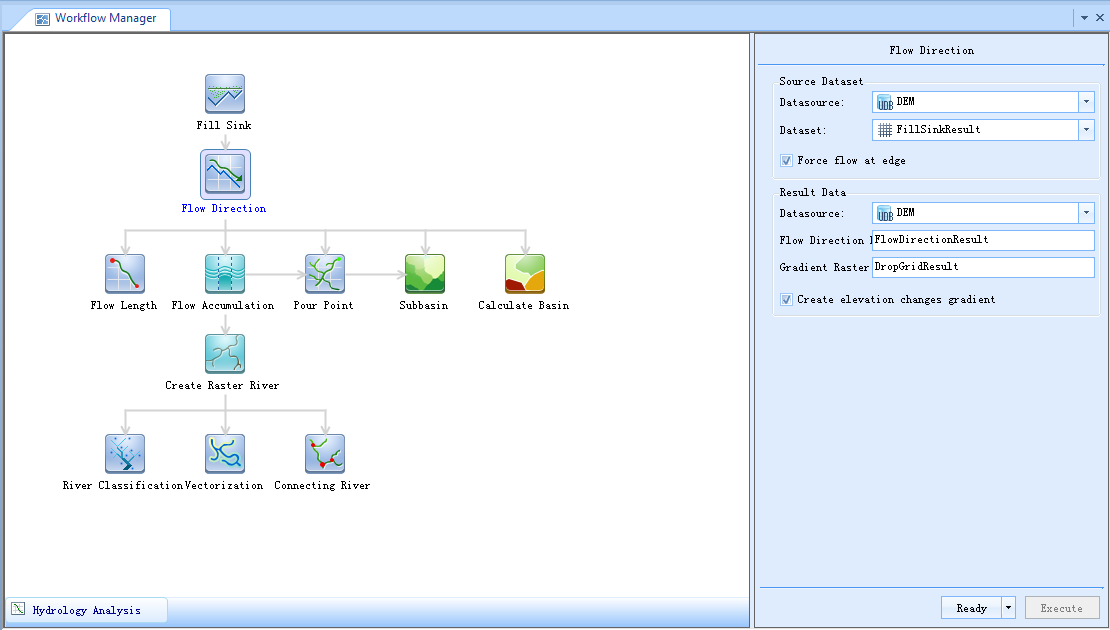 Workflow Manager
Fill Sink
Flow Direction
Flow Length
Flow Accumulation
Pour Point
Subbasin
Calculate Basin
Create Raster River
River Classification
Vectorization
Connecting River
Hydrology Analysis
Flow Direction
Source Dataset
Datasource:
UDB
DEM
Dataset:
FillSinkResult
Force flow at edge
Result Data
Datasource:
UDB
DEM
Flow Direction
FlowDirectionResult
Gradient Raster
DropGridResult
Create elevation changes gradient
Ready
Execute